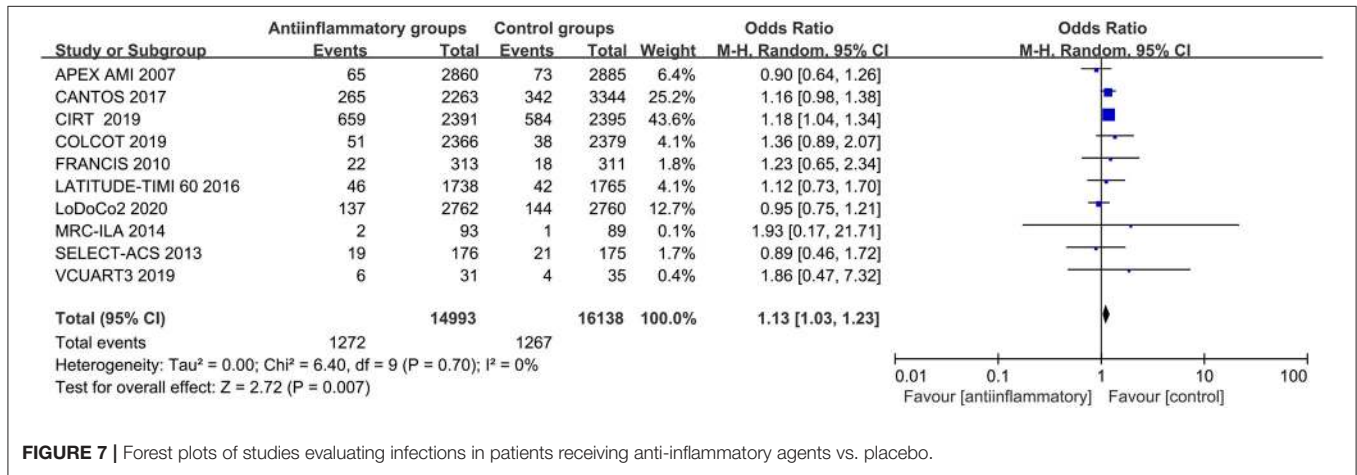 Antiinflammatory groups Control groups Odds Ratio Odds Ratio
Study or Subgroup Events Total Events Total Weight M-H, Random, 95% CI M-H, Random, 95% CI
APEX AMI 2007 65 2860 73 2885 6.4% 0.90 [0.64, 1.26]
CANTOS 2017 265 2263 342 3344 25.2% 1.16 [0.98, 1.38]
CIRT 2019 659 2391 584 2395 43.6% 1.18 [1.04, 1.34]
COLCOT 2019 51 2366 38 2379 4.1% 1.36 [0.89, 2.07]
FRANCIS 2010 22 313 18 311 1.8% 1.23 [0.65, 2.34]
LATITUDE-TIMI 60 2016 46 1738 42 1765 4.1% 1.12 [0.73, 1.70]
LoDoCo2 2020 137 2762 144 2760 12.7% 0.95 [0.75, 1.21]
MRC-ILA 2014 2 93 1 89 0.1% 1.93 [0.17, 21.71]
SELECT-ACS 2013 19 176 21 175 1.7% 0.89 [0.46, 1.72]
VCUART3 2019 6 31 4 35 0.4% 1.86 [0.47, 7.32]
Total (95% CI) 14993 16138 100.0% 1.13 [1.03, 1.23]
Total events 1272 1267
Heterogeneity: Tau² = 0.00; Chi² = 6.40, df = 9 (P = 0.70); I² = 0%
Test for overall effect: Z = 2.72 (P = 0.007)
0.01 0.1 1 10 100
Favour [antiinflammatory] Favour [control]
FIGURE 7 | Forest plots of studies evaluating infections in patients receiving anti-inflammatory agents vs. placebo.